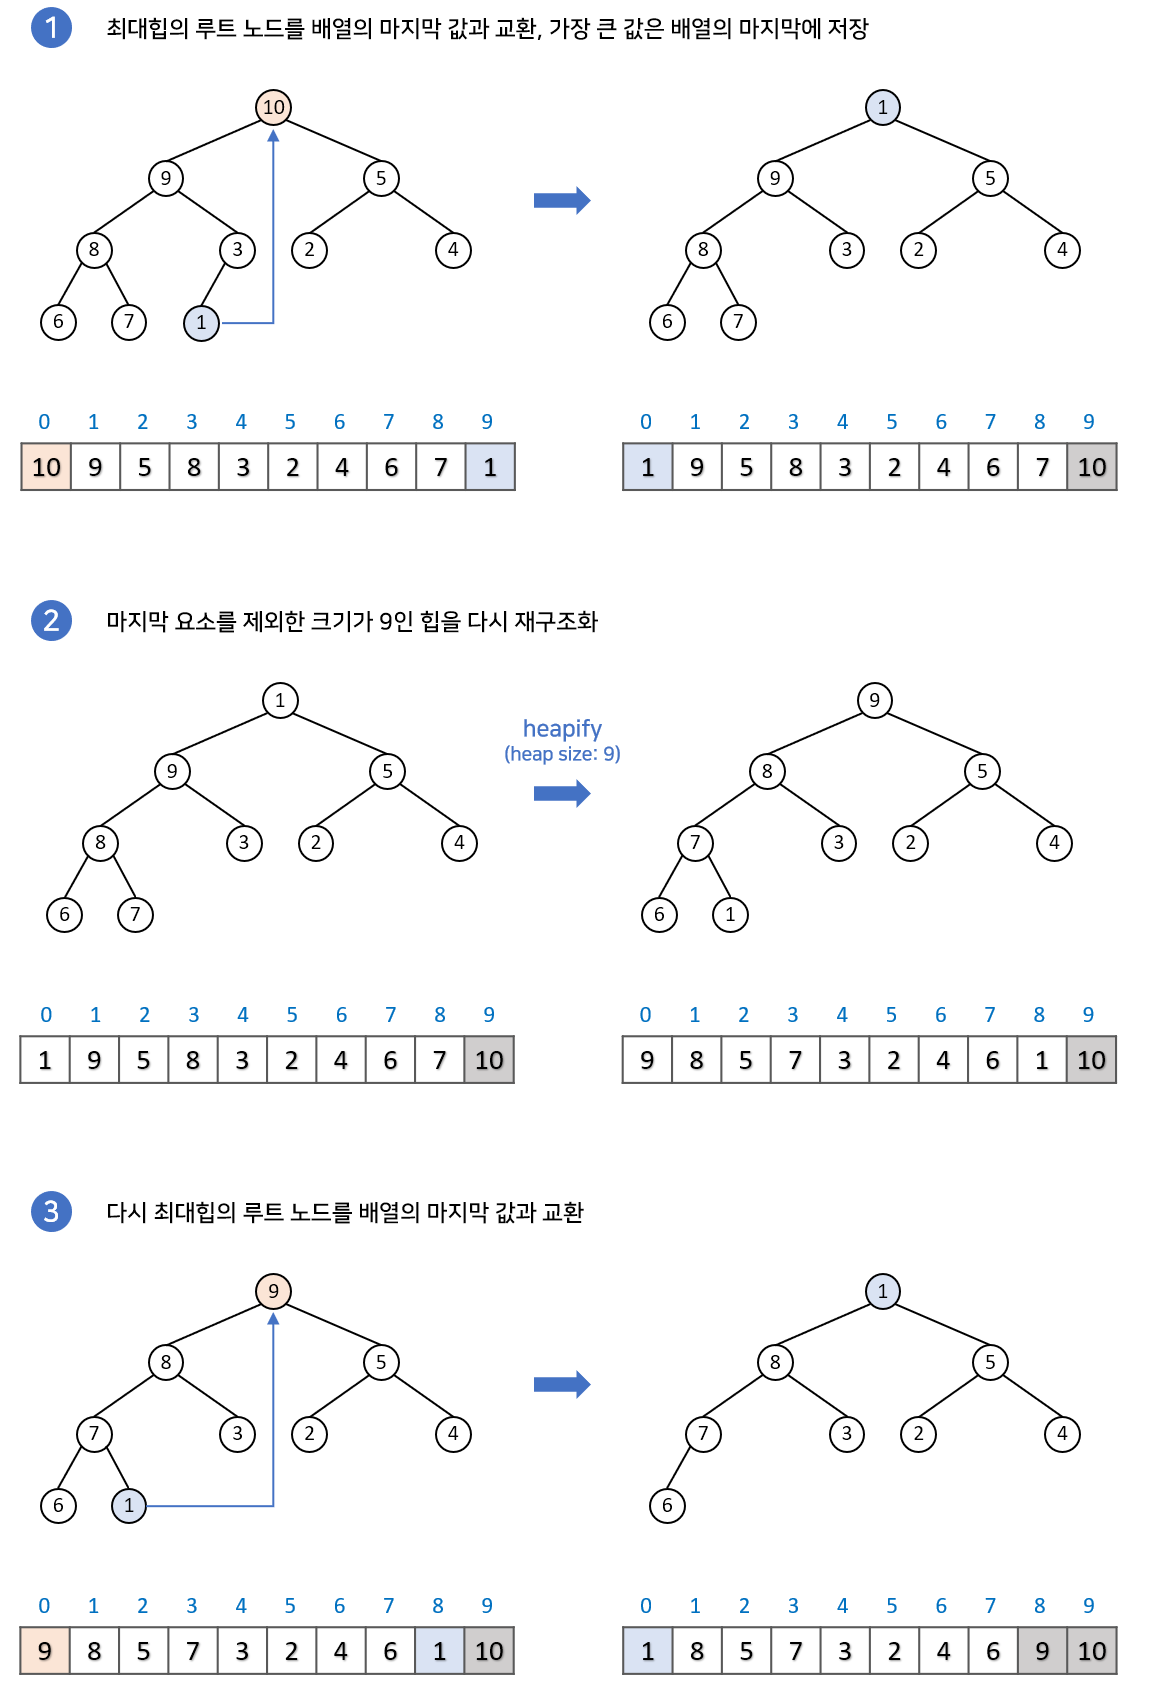 1 최대힙의 루트 노드를 배열의 마지막 값과 교환, 가장 큰 값은 배열의 마지막에 저장
10 1
9 5 9 5
8 3 2 4 8 3 2 4
6 7 1 6 7
0 1 2 3 4 5 6 7 8 9 0 1 2 3 4 5 6 7 8 9
10 9 5 8 3 2 4 6 7 1 1 9 5 8 3 2 4 6 7 10
2 마지막 요소를 제외한 크기가 9인 힙을 다시 재구조화
1 9
heapify
(heap size: 9)
9 5 8 5
8 3 2 4 7 3 2 4
6 7 6 1
0 1 2 3 4 5 6 7 8 9 0 1 2 3 4 5 6 7 8 9
1 9 5 8 3 2 4 6 7 10 9 8 5 7 3 2 4 6 1 10
3 다시 최대힙의 루트 노드를 배열의 마지막 값과 교환
9 1
8 5 8 5
7 3 2 4 7 3 2 4
6 1 6
0 1 2 3 4 5 6 7 8 9 0 1 2 3 4 5 6 7 8 9
9 8 5 7 3 2 4 6 1 10 1 8 5 7 3 2 4 6 9 10